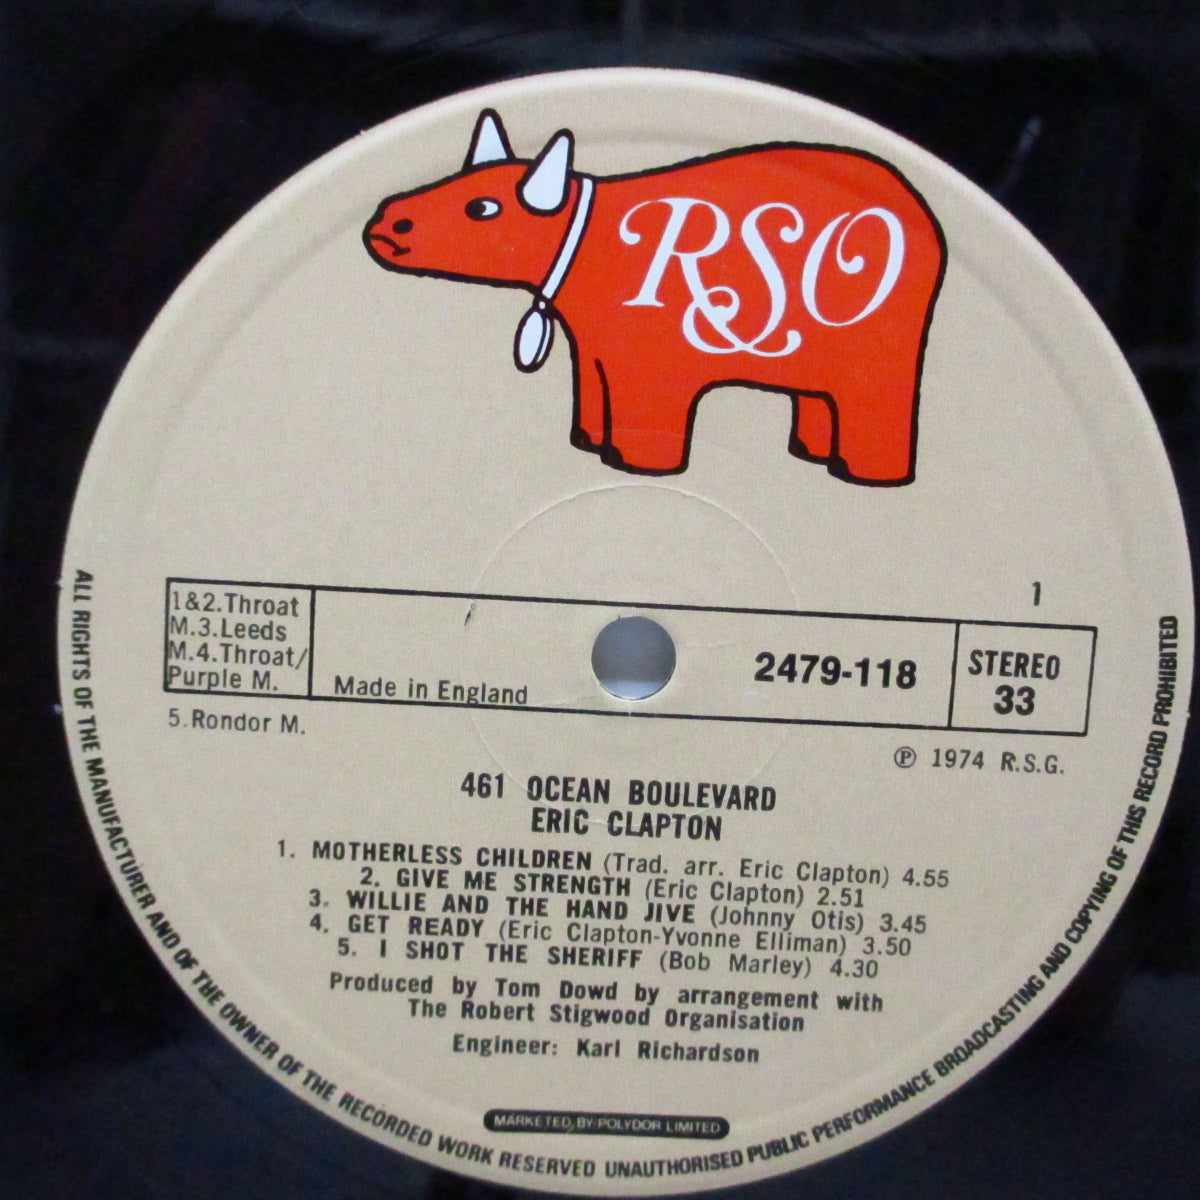 RSO
1
1&2.Throat
M.3.Leeds
M.4.Throat/
Purple M.
5.Rondor M.
Made in England
2479-118
STEREO
33
℗ 1974 R.S.G.
461 OCEAN BOULEVARD
ERIC CLAPTON
1. MOTHERLESS CHILDREN (Trad. arr. Eric Clapton) 4.55
2. GIVE ME STRENGTH (Eric Clapton) 2.51
3. WILLIE AND THE HAND JIVE (Johnny Otis) 3.45
4. GET READY (Eric Clapton-Yvonne Elliman) 3.50
5. I SHOT THE SHERIFF (Bob Marley) 4.30
Produced by Tom Dowd by arrangement with
The Robert Stigwood Organisation
Engineer: Karl Richardson
MARKETED BY POLYDOR LIMITED
ALL RIGHTS OF THE MANUFACTURER AND OF THE OWNER OF THE RECORDED WORK RESERVED UNAUTHORISED PUBLIC PERFORMANCE BROADCASTING AND COPYING OF THIS RECORD PROHIBITED